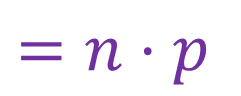 = n · p